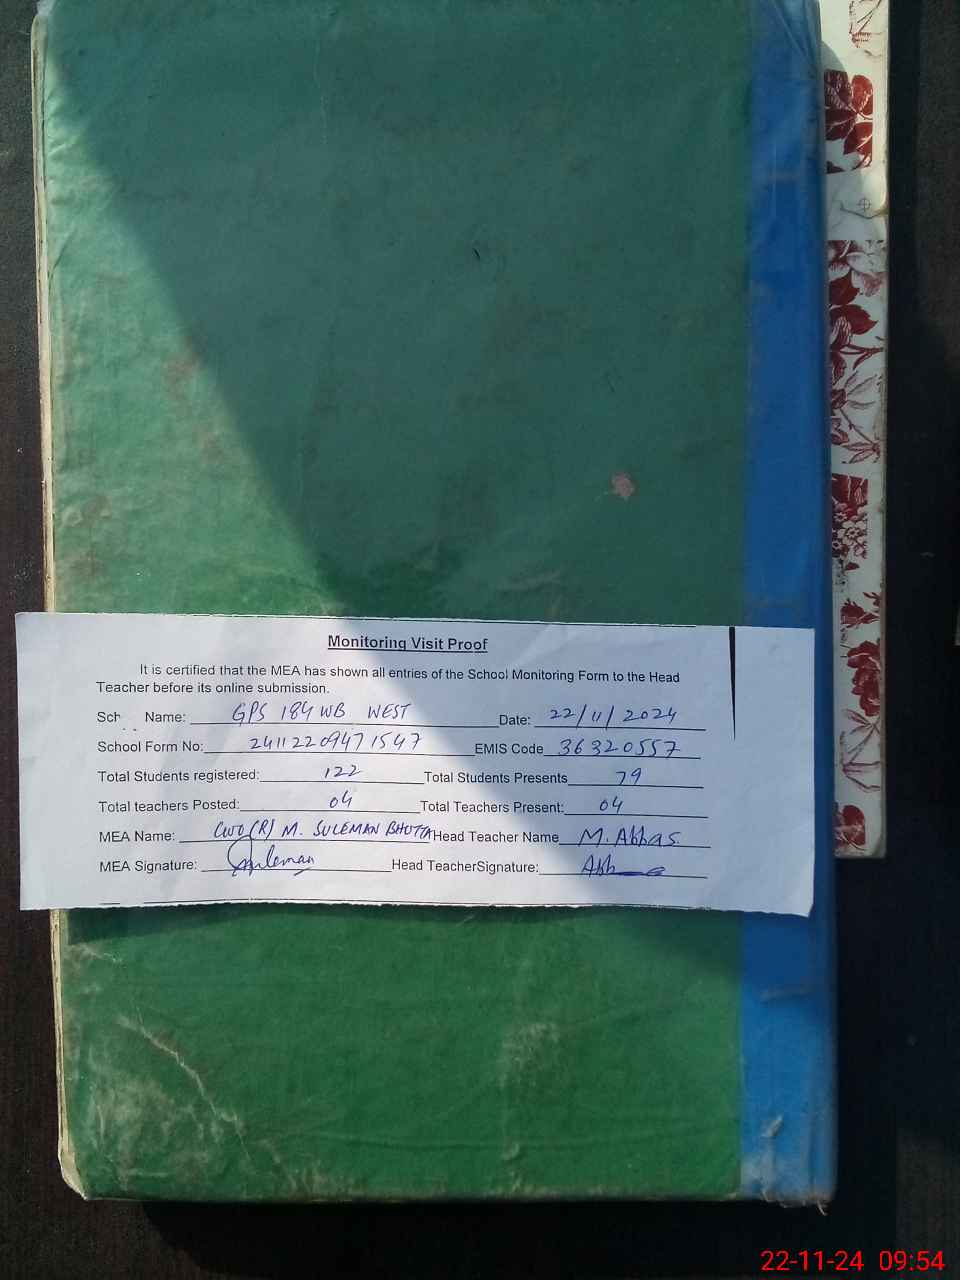 Monitoring Visit Proof
It is certified that the MEA has shown all entries of the School Monitoring Form to the Head
Teacher before its online submission.
Sch Name: GPS 184 WB WEST Date: 22/11/2024
School Form No: 24112209471547 EMIS Code 36320557
Total Students registered: 122 Total Students Presents 79
Total teachers Posted: 04 Total Teachers Present: 04
MEA Name: CWO (R) M. SULEMAN BHUTTA Head Teacher Name M. Abbas.
MEA Signature: Suleman Head TeacherSignature:
22-11-24 09:54